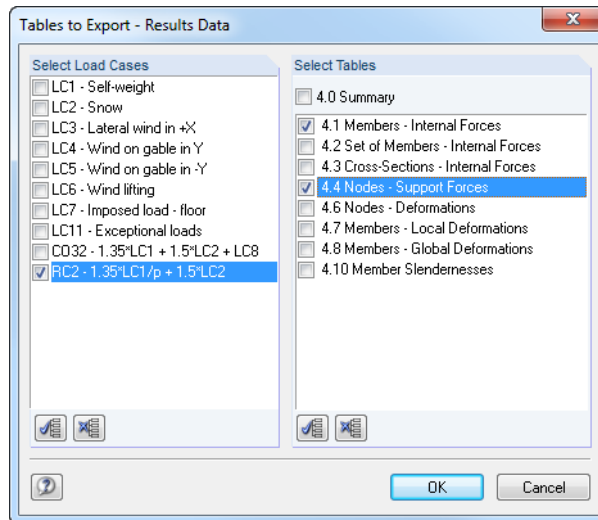 Tables to Export - Results Data
Select Load Cases
LC1 - Self-weight
LC2 - Snow
LC3 - Lateral wind in +X
LC4 - Wind on gable in Y
LC5 - Wind on gable in -Y
LC6 - Wind lifting
LC7 - Imposed load - floor
LC11 - Exceptional loads
CO32 - 1.35*LC1 + 1.5*LC2 + LC8
RC2 - 1.35*LC1/p + 1.5*LC2
Select Tables
4.0 Summary
4.1 Members - Internal Forces
4.2 Set of Members - Internal Forces
4.3 Cross-Sections - Internal Forces
4.4 Nodes - Support Forces
4.6 Nodes - Deformations
4.7 Members - Local Deformations
4.8 Members - Global Deformations
4.10 Member Slendernesses
OK
Cancel